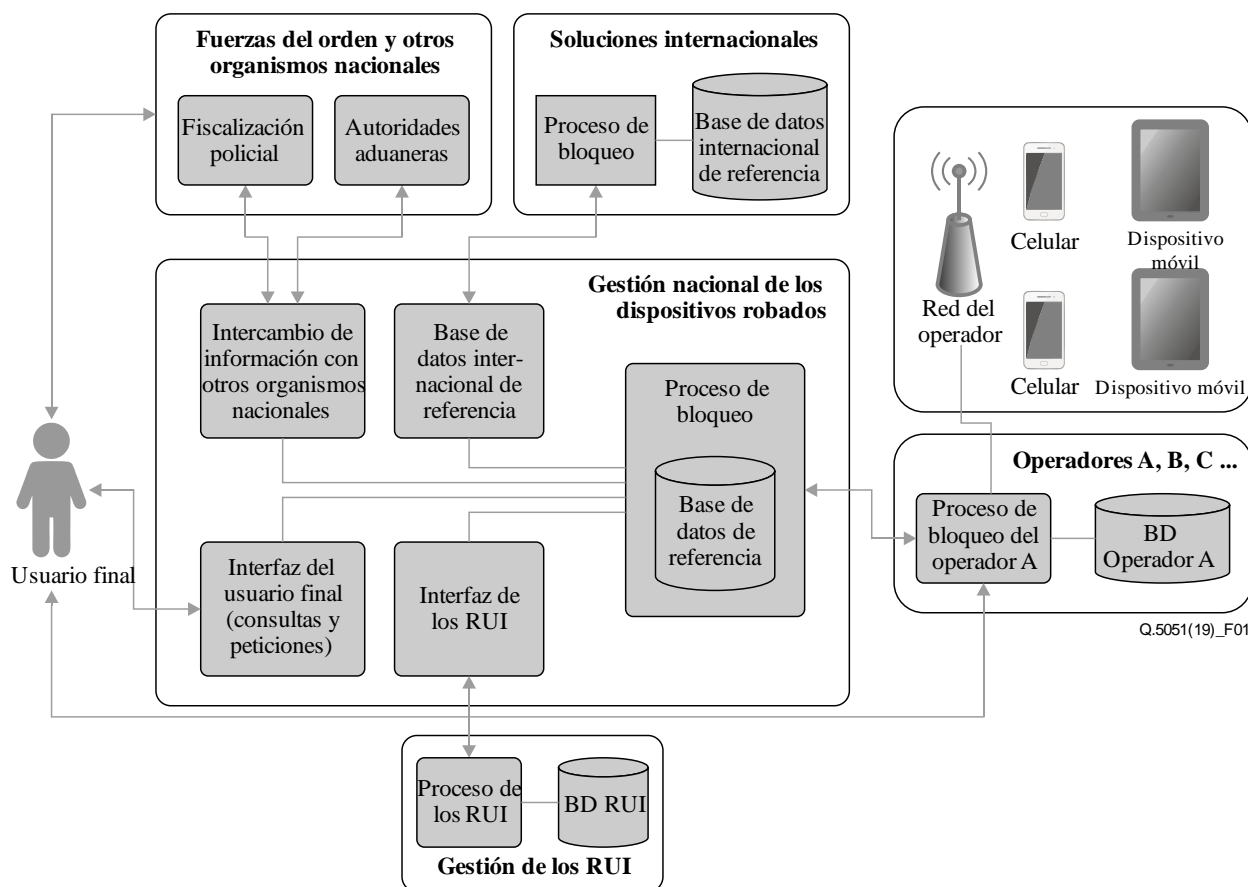 Fuerzas del orden y otros
organismos nacionales
Fiscalización
policial
Autoridades
aduaneras
Soluciones internacionales
Proceso de
bloqueo
Base de datos
internacional
de referencia
Celular
Dispositivo
móvil
Red del
operador
Celular
Dispositivo móvil
Gestión nacional de los
dispositivos robados
Intercambio de
información con
otros organismos
nacionales
Base de
datos inter-
nacional de
referencia
Proceso de
bloqueo
Base de
datos de
referencia
Operadores A, B, C ...
Proceso de
bloqueo del
operador A
BD
Operador A
Usuario final
Interfaz del
usuario final
(consultas y
peticiones)
Interfaz de
los RUI
Q.5051(19)_F01
Proceso de
los RUI
BD RUI
Gestión de los RUI